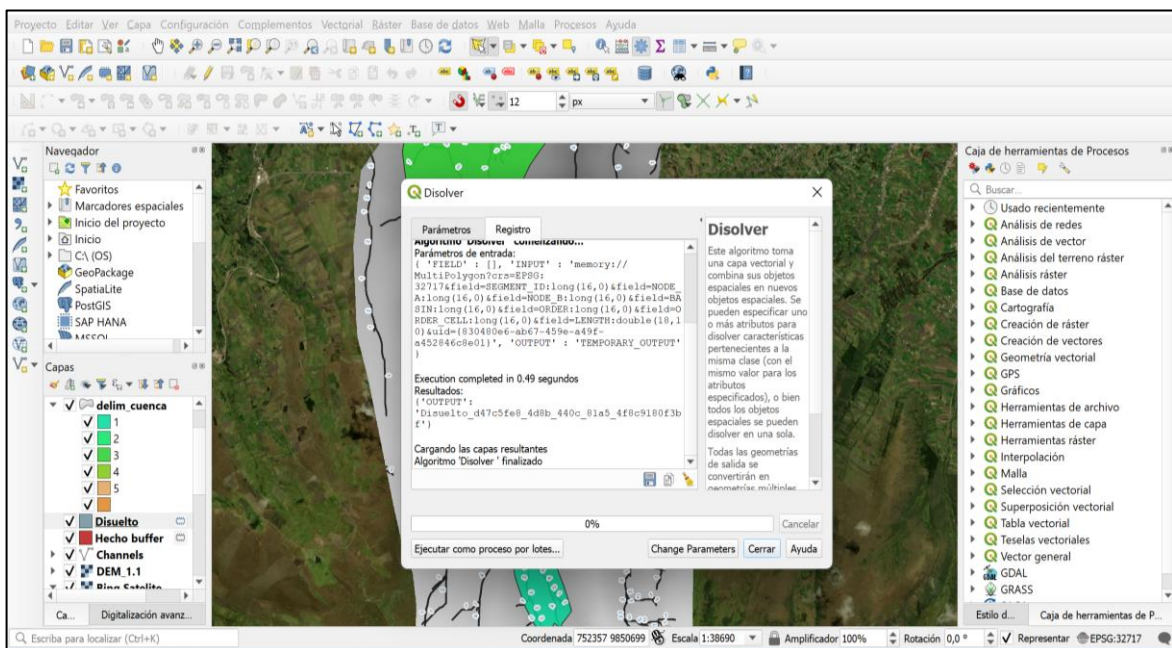 Proyecto Editar Ver Capa Configuración Complementos Vectorial Ráster Base de datos Web Malla Procesos Ayuda
12
px
Navegador
Favoritos
Marcadores espaciales
Inicio del proyecto
Inicio
C:\ (OS)
GeoPackage
SpatiaLite
PostGIS
SAP HANA
MSSQL
Capas
delim_cuenca
1
2
3
4
5
Disuelto
Hecho buffer
Channels
DEM_1.1
Bing Satelite
Ca...
Digitalización avanz...
Disolver
Parámetros
Registro
Algoritmo 'Disolver' comenzando...
Parámetros de entrada:
{ 'FIELD' : [], 'INPUT' : 'memory://
MultiPolygon?crs=EPSG:
32717&field=SEGMENT_ID:long(16,0)&field=NODE_
A:long(16,0)&field=NODE_B:long(16,0)&field=BA
SIN:long(16,0)&field=ORDER:long(16,0)&field=O
RDER_CELL:long(16,0)&field=LENGTH:double(18,1
0)&uid={830480e6-ab67-459e-a49f-
a452846c8e01}', 'OUTPUT' : 'TEMPORARY_OUTPUT'
}
Execution completed in 0.49 segundos
Resultados:
{'OUTPUT':
'Disuelto_d47c5fe8_4d8b_440c_81a5_4f8c9180f3b
f'}
Cargando las capas resultantes
Algoritmo 'Disolver ' finalizado
Disolver
Este algoritmo toma
una capa vectorial y
combina sus objetos
espaciales en nuevos
objetos espaciales. Se
pueden especificar uno
o más atributos para
disolver características
pertenecientes a la
misma clase (con el
mismo valor para los
atributos
especificados), o bien
todos los objetos
espaciales se pueden
disolver en una sola.
Todas las geometrías
de salida se
convertirán en
geometrías múltiples
0%
Cancelar
Ejecutar como proceso por lotes...
Change Parameters
Cerrar
Ayuda
Caja de herramientas de Procesos
Buscar...
Usado recientemente
Análisis de redes
Análisis de vector
Análisis del terreno ráster
Análisis ráster
Base de datos
Cartografía
Creación de ráster
Creación de vectores
Geometría vectorial
GPS
Gráficos
Herramientas de archivo
Herramientas de capa
Herramientas ráster
Interpolación
Malla
Selección vectorial
Superposición vectorial
Tabla vectorial
Teselas vectoriales
Vector general
GDAL
GRASS
Estilo d...
Caja de herramientas de P...
Escriba para localizar (Ctrl+K)
Coordenada 752357 9850699 Escala 1:38690 Amplificador 100% Rotación 0,0 ° Representar EPSG:32717